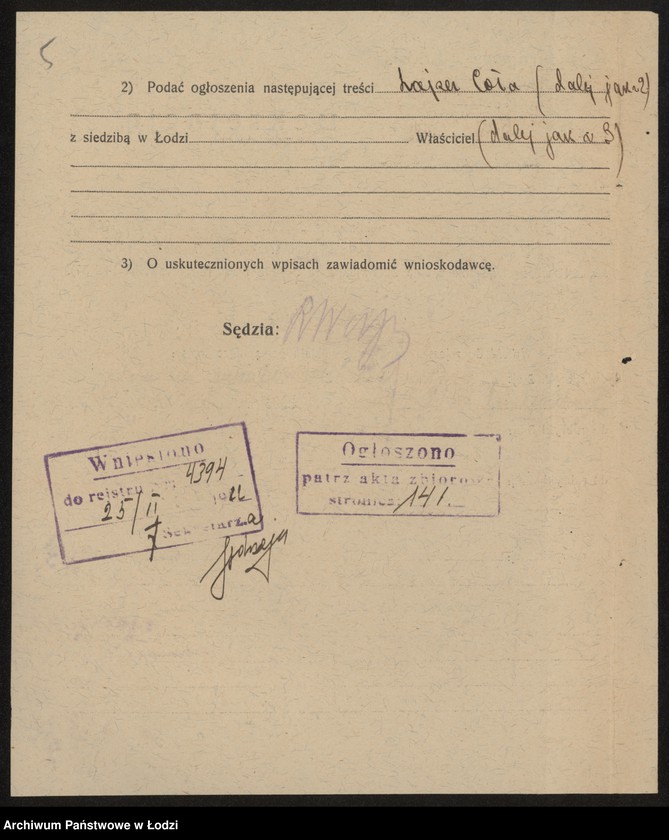 5
2) Podać ogłoszenia następującej treści Lajzer Cota (dalej jak w 2)
z siedzibą w Łodzi Właściciel (dalej jak w 3)
3) O uskutecznionych wpisach zawiadomić wnioskodawcę.
Sędzia:
Wniesiono
do rejestru 4394
25/II
Sekretarz
Ogłoszono
patrz akta zbiorowe
stronica 141.
Archiwum Państwowe w Łodzi